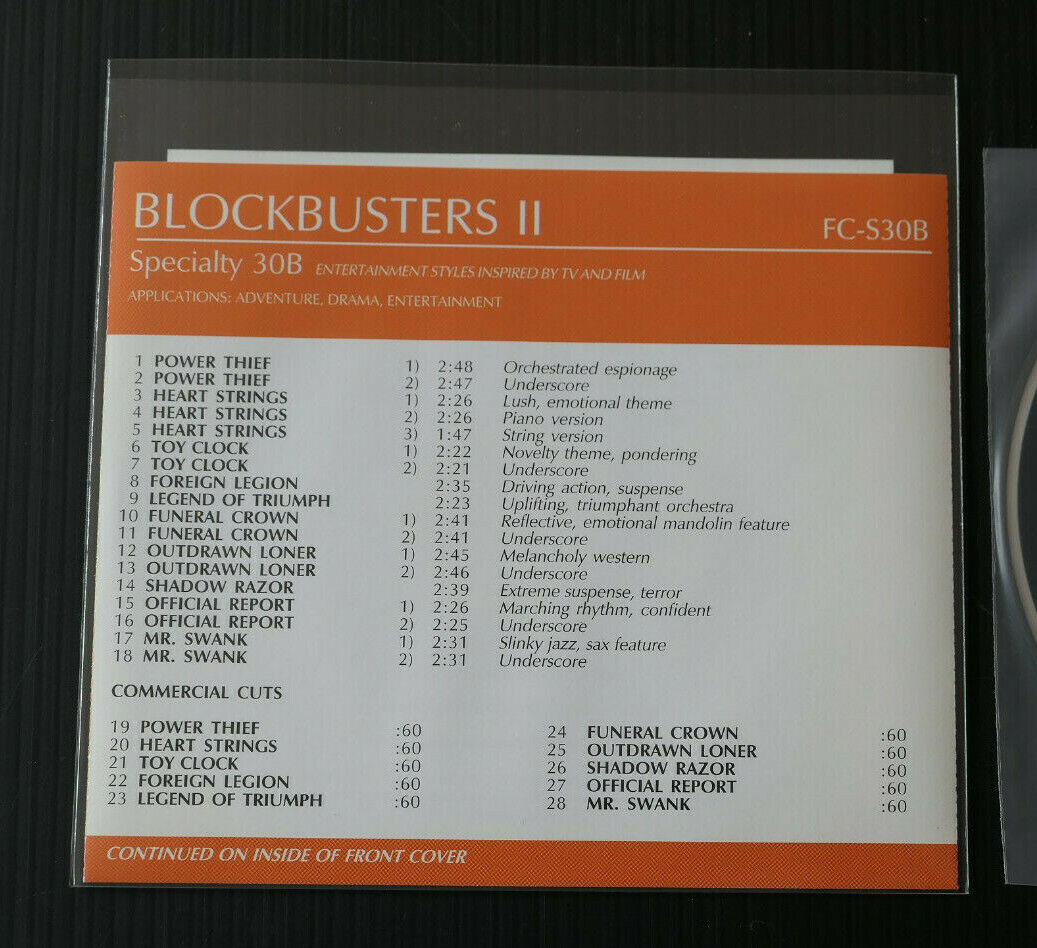 BLOCKBUSTERS II FC-S30B
Specialty 30B ENTERTAINMENT STYLES INSPIRED BY TV AND FILM
APPLICATIONS: ADVENTURE, DRAMA, ENTERTAINMENT
1 POWER THIEF 1) 2:48 Orchestrated espionage
2 POWER THIEF 2) 2:47 Underscore
3 HEART STRINGS 1) 2:26 Lush, emotional theme
4 HEART STRINGS 2) 2:26 Piano version
5 HEART STRINGS 3) 1:47 String version
6 TOY CLOCK 1) 2:22 Novelty theme, pondering
7 TOY CLOCK 2) 2:21 Underscore
8 FOREIGN LEGION 2:35 Driving action, suspense
9 LEGEND OF TRIUMPH 2:23 Uplifting, triumphant orchestra
10 FUNERAL CROWN 1) 2:41 Reflective, emotional mandolin feature
11 FUNERAL CROWN 2) 2:41 Underscore
12 OUTDRAWN LONER 1) 2:45 Melancholy western
13 OUTDRAWN LONER 2) 2:46 Underscore
14 SHADOW RAZOR 2:39 Extreme suspense, terror
15 OFFICIAL REPORT 1) 2:26 Marching rhythm, confident
16 OFFICIAL REPORT 2) 2:25 Underscore
17 MR. SWANK 1) 2:31 Slinky jazz, sax feature
18 MR. SWANK 2) 2:31 Underscore
COMMERCIAL CUTS
19 POWER THIEF :60
20 HEART STRINGS :60
21 TOY CLOCK :60
22 FOREIGN LEGION :60
23 LEGEND OF TRIUMPH :60
24 FUNERAL CROWN :60
25 OUTDRAWN LONER :60
26 SHADOW RAZOR :60
27 OFFICIAL REPORT :60
28 MR. SWANK :60
CONTINUED ON INSIDE OF FRONT COVER